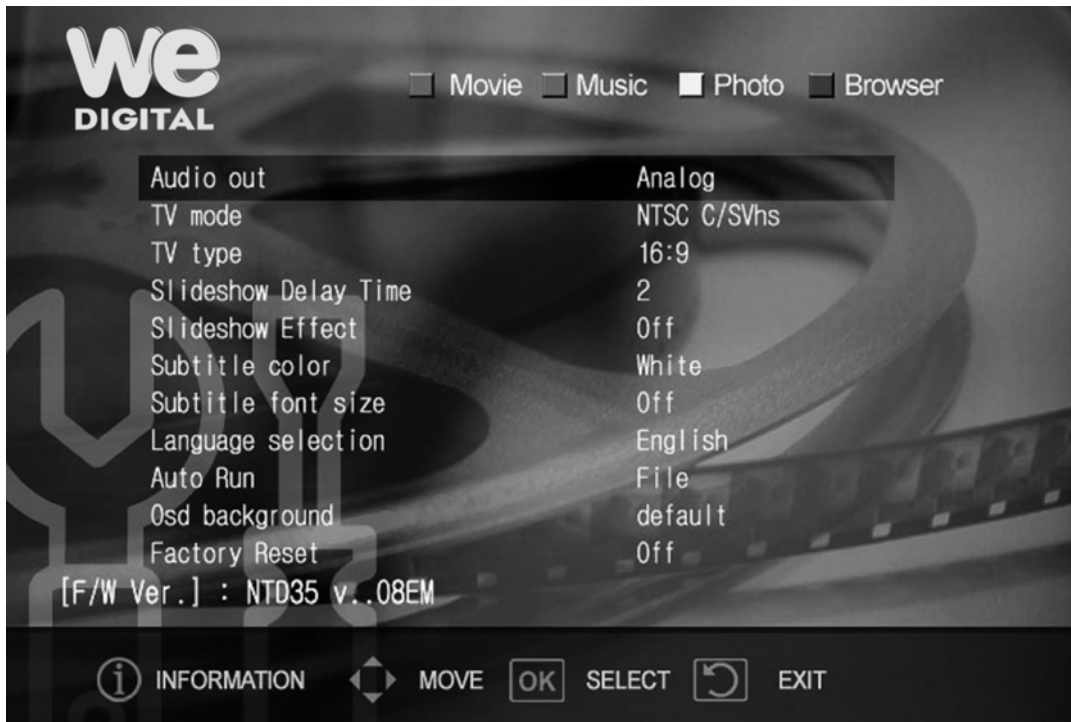 we
DIGITAL
Movie Music Photo Browser
Audio out Analog
TV mode NTSC C/SVhs
TV type 16:9
Slideshow Delay Time 2
Slideshow Effect Off
Subtitle color White
Subtitle font size Off
Language selection English
Auto Run File
Osd background default
Factory Reset Off
[F/W Ver.] : NTD35 v..08EM
i INFORMATION MOVE OK SELECT EXIT